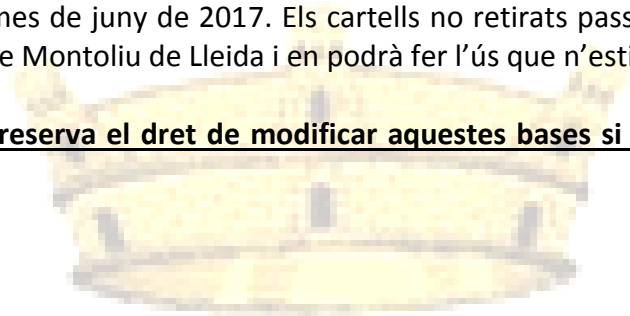 mes de juny de 2017. Els cartells no retirats pass
e Montoliu de Lleida i en podrà fer l’ús que n’esti
reserva el dret de modificar aquestes bases si